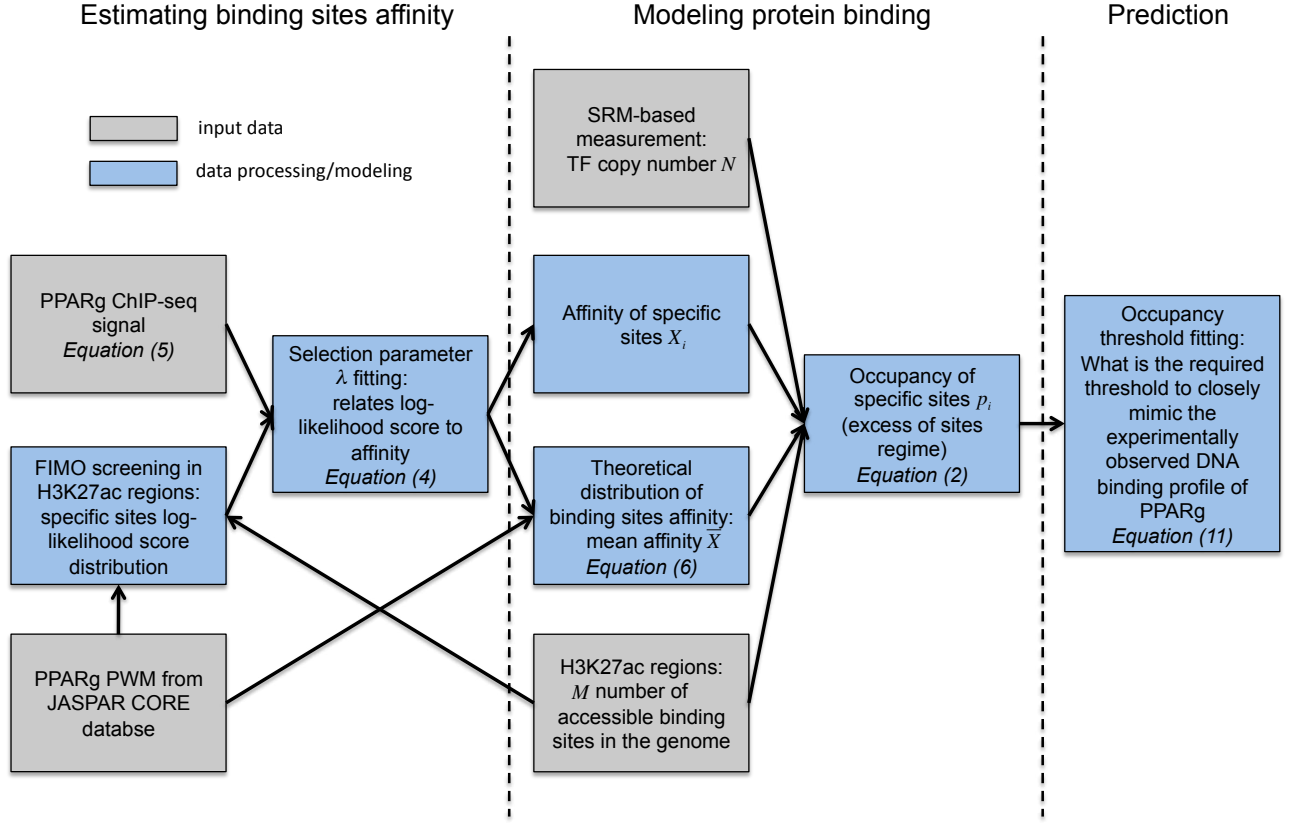 Estimating binding sites affinity
Modeling protein binding
Prediction
input data
data processing/modeling
PPARg ChIP-seq
signal
Equation (5)
FIMO screening in
H3K27ac regions:
specific sites log-
likelihood score
distribution
PPARg PWM from
JASPAR CORE
databse
Selection parameter
λ fitting:
relates log-
likelihood score to
affinity
Equation (4)
SRM-based
measurement:
TF copy number N
Affinity of specific
sites Xᵢ
Theoretical
distribution of
binding sites affinity:
mean affinity X̅
Equation (6)
H3K27ac regions:
M number of
accessible binding
sites in the genome
Occupancy of
specific sites pᵢ
(excess of sites
regime)
Equation (2)
Occupancy
threshold fitting:
What is the required
threshold to closely
mimic the
experimentally
observed DNA
binding profile of
PPARg
Equation (11)